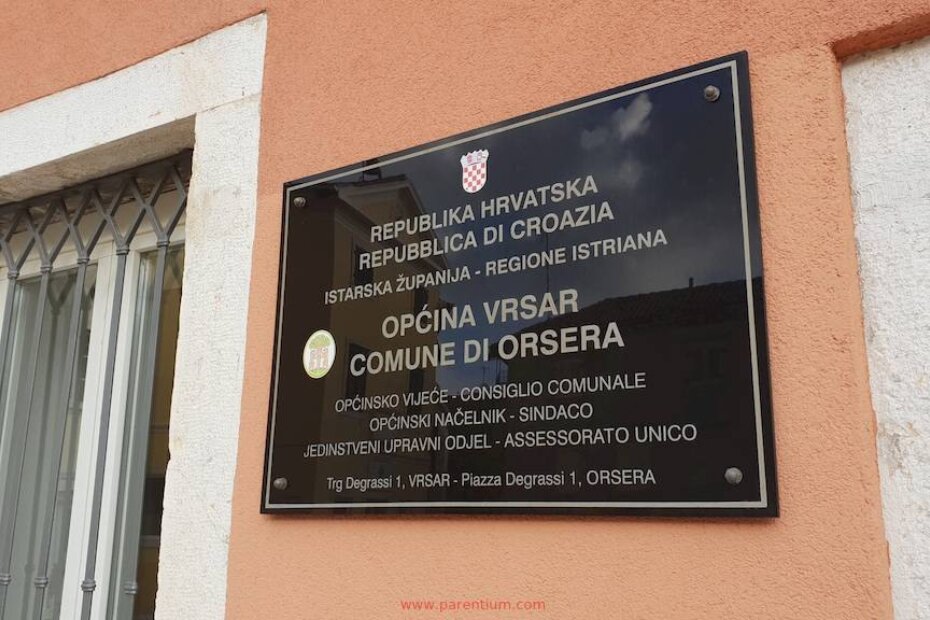 REPUBLIKA HRVATSKA
REPUBBLICA DI CROAZIA
ISTARSKA ŽUPANIJA - REGIONE ISTRIANA
OPĆINA VRSAR
COMUNE DI ORSERA
OPĆINSKO VIJEĆE - CONSIGLIO COMUNALE
OPĆINSKI NAČELNIK - SINDACO
JEDINSTVENI UPRAVNI ODJEL - ASSESSORATO UNICO
Trg Degrassi 1, VRSAR - Piazza Degrassi 1, ORSERA
www.parentium.com